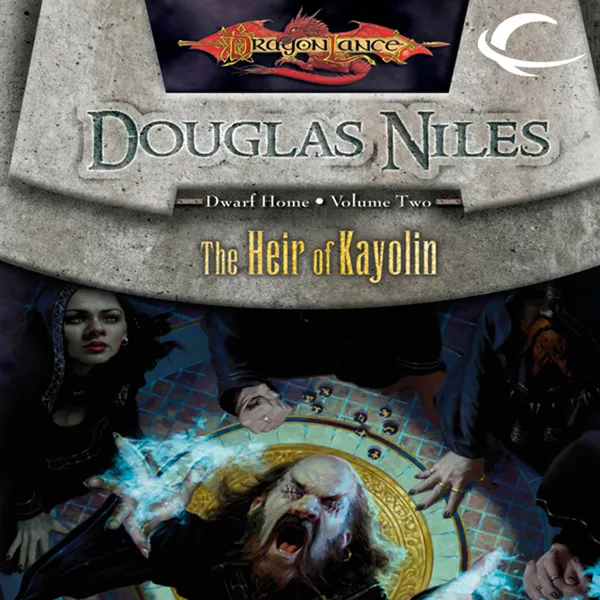 DRAGONLANCE
DOUGLAS NILES
Dwarf Home • Volume Two
The Heir of Kayolin